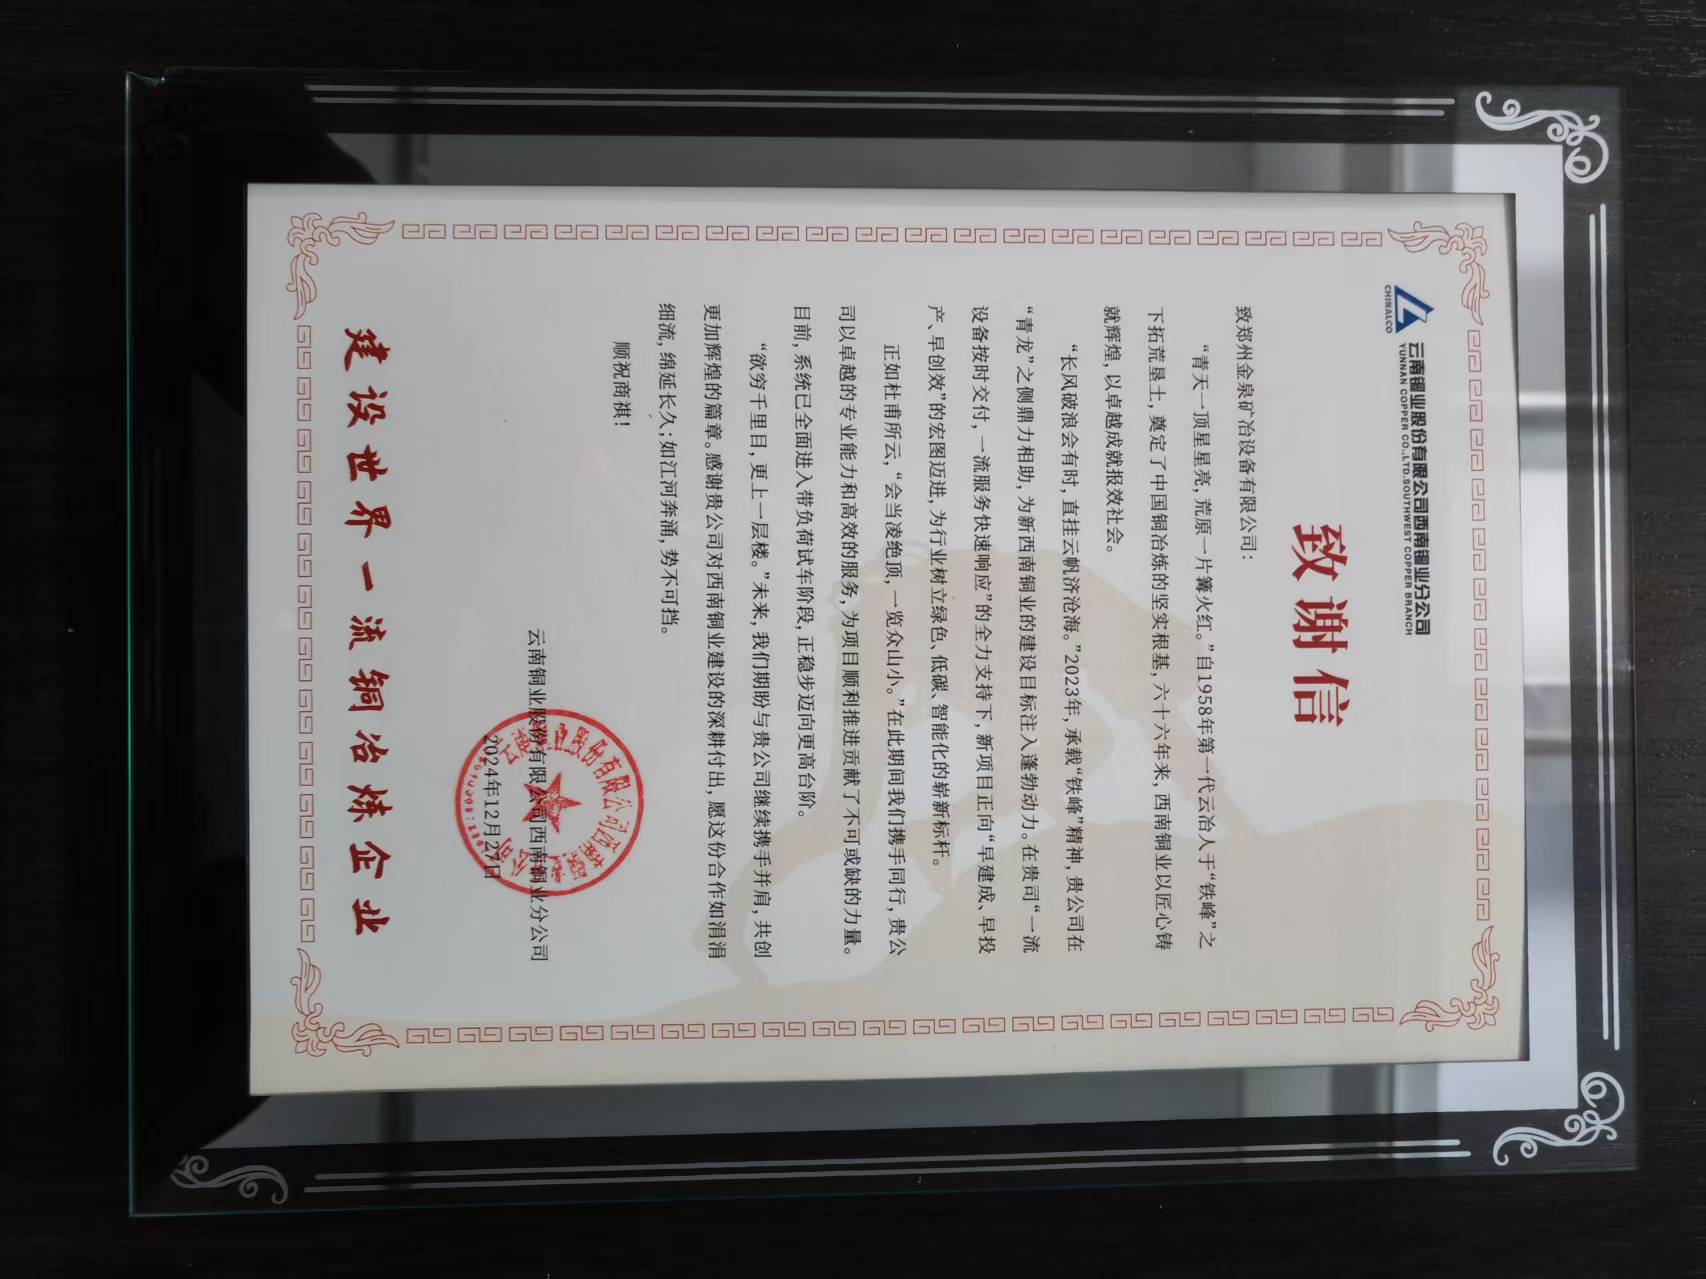 CHINALCO
云南铜业股份有限公司西南铜业分公司
YUNNAN COPPER CO.,LTD.SOUTHWEST COPPER BRANCH
致谢信
致郑州金泉矿冶设备有限公司：
“青天一顶星星亮，荒原一片篝火红。”自1958年第一代云冶人于“铁峰”之
下拓荒垦土，奠定了中国铜冶炼的坚实根基，六十六年来，西南铜业以匠心铸
就辉煌，以卓越成就报效社会。
“长风破浪会有时，直挂云帆济沧海。”2023年，承载“铁峰”精神，贵公司在
“青龙”之侧鼎力相助，为新西南铜业的建设目标注入蓬勃动力。在贵司“一流
设备按时交付，一流服务快速响应”的全力支持下，新项目正向“早建成、早投
产、早创效”的宏图迈进，为行业树立绿色、低碳、智能化的崭新标杆。
正如杜甫所云，“会当凌绝顶，一览众山小。”在此期间我们携手同行，贵公
司以卓越的专业能力和高效的服务，为项目顺利推进贡献了不可或缺的力量。
目前，系统已全面进入带负荷试车阶段，正稳步迈向更高台阶。
“欲穷千里目，更上一层楼。”未来，我们期盼与贵公司继续携手并肩，共创
更加辉煌的篇章。感谢贵公司对西南铜业建设的深耕付出，愿这份合作如涓涓
细流，绵延长久；如江河奔涌，势不可挡。
顺祝商祺！
云南铜业股份有限公司西南铜业分公司
2024年12月27日
建设世界一流铜冶炼企业